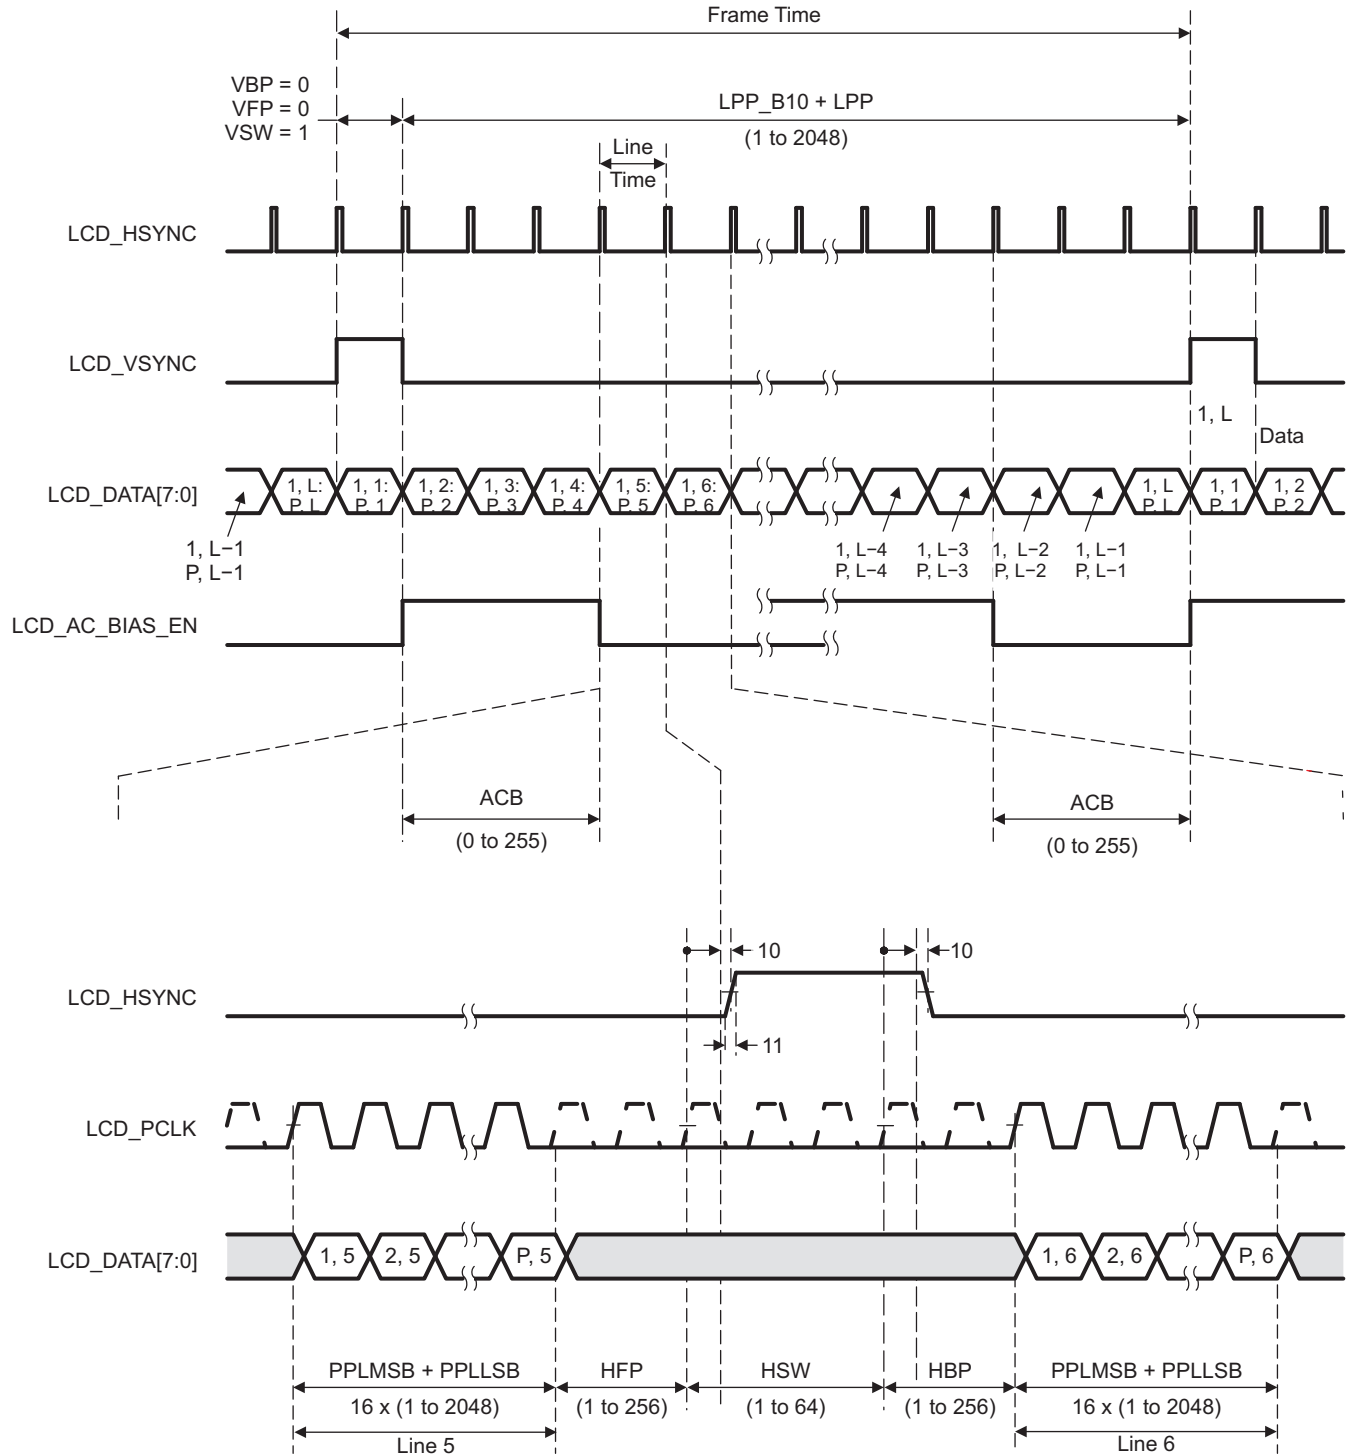 Frame Time
VBP = 0
VFP = 0
VSW = 1
LPP_B10 + LPP
(1 to 2048)
Line
Time
LCD_HSYNC
LCD_VSYNC
1, L
Data
LCD_DATA[7:0]
1, L: 1, 1: 1, 2: 1, 3: 1, 4: 1, 5: 1, 6: 1, L 1, 1 1, 2
P, L P, 1 P, 2 P, 3 P, 4 P, 5 P, 6 P, L P, 1 P, 2
1, L−1 1, L−4 1, L−3 1, L−2 1, L−1
P, L−1 P, L−4 P, L−3 P, L−2 P, L−1
LCD_AC_BIAS_EN
ACB ACB
(0 to 255) (0 to 255)
10 10
LCD_HSYNC
11
LCD_PCLK
LCD_DATA[7:0]
1, 5 2, 5 P, 5 1, 6 2, 6 P, 6
PPLMSB + PPLLSB HFP HSW HBP PPLMSB + PPLLSB
16 x (1 to 2048) (1 to 256) (1 to 64) (1 to 256) 16 x (1 to 2048)
Line 5 Line 6